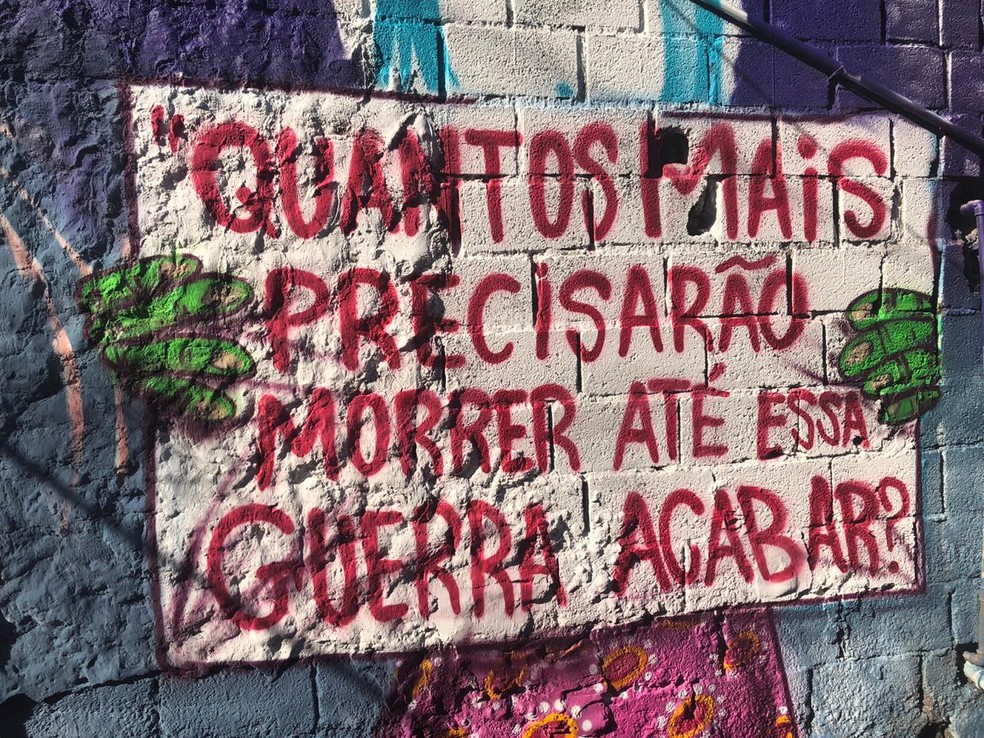 "QUANTOS MAIS
PRECISARÃO
MORRER ATÉ ESSA
GUERRA ACABAR?